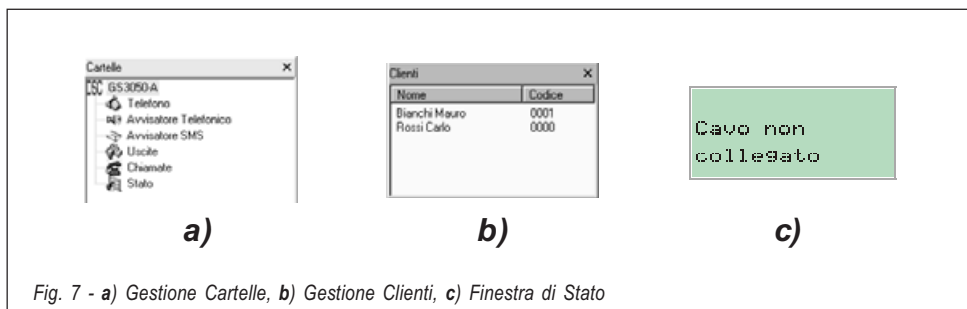 Cartelle
GS3050-A
Telefono
Avvisatore Telefonico
Avvisatore SMS
Uscite
Chiamate
Stato
a)
Clienti
Nome Codice
Bianchi Mauro 0001
Rossi Carlo 0000
b)
Cavo non
collegato
c)
Fig. 7 - a) Gestione Cartelle, b) Gestione Clienti, c) Finestra di Stato